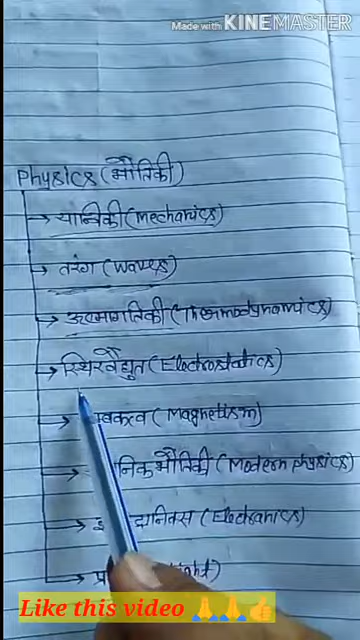 Made with KINEMASTER
Physics (भौतिकी)
यान्त्रिकी (Mechanics)
तरंग (Waves)
ऊष्मागतिकी (Thermodynamics)
स्थिरवैद्युत (Electrostatics)
(Magnetism)
भौतिकी (Modern physics)
(Electronics)
Like this video 🙏🙏👍